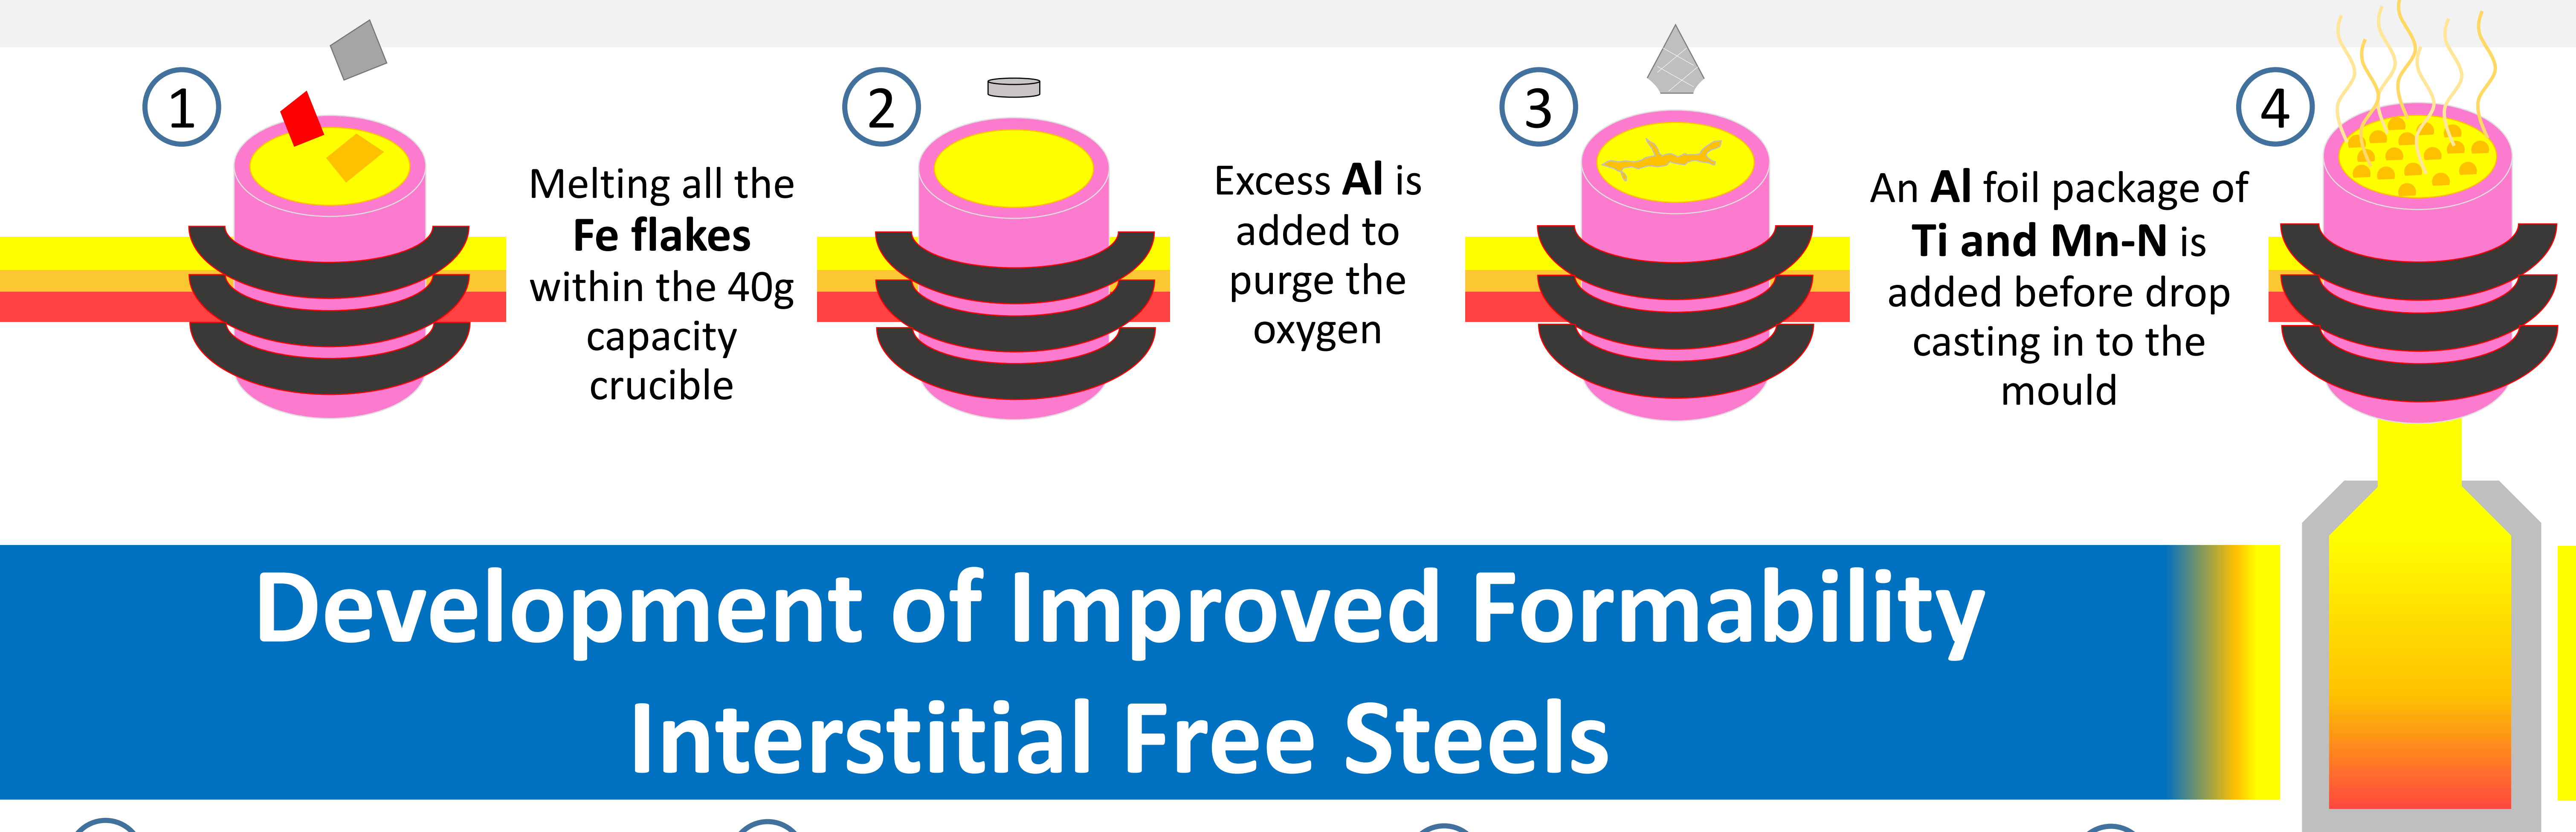 1
Melting all the
Fe flakes
within the 40g
capacity
crucible
2
Excess Al is
added to
purge the
oxygen
3
An Al foil package of
Ti and Mn-N is
added before drop
casting in to the
mould
4
Development of Improved Formability
Interstitial Free Steels